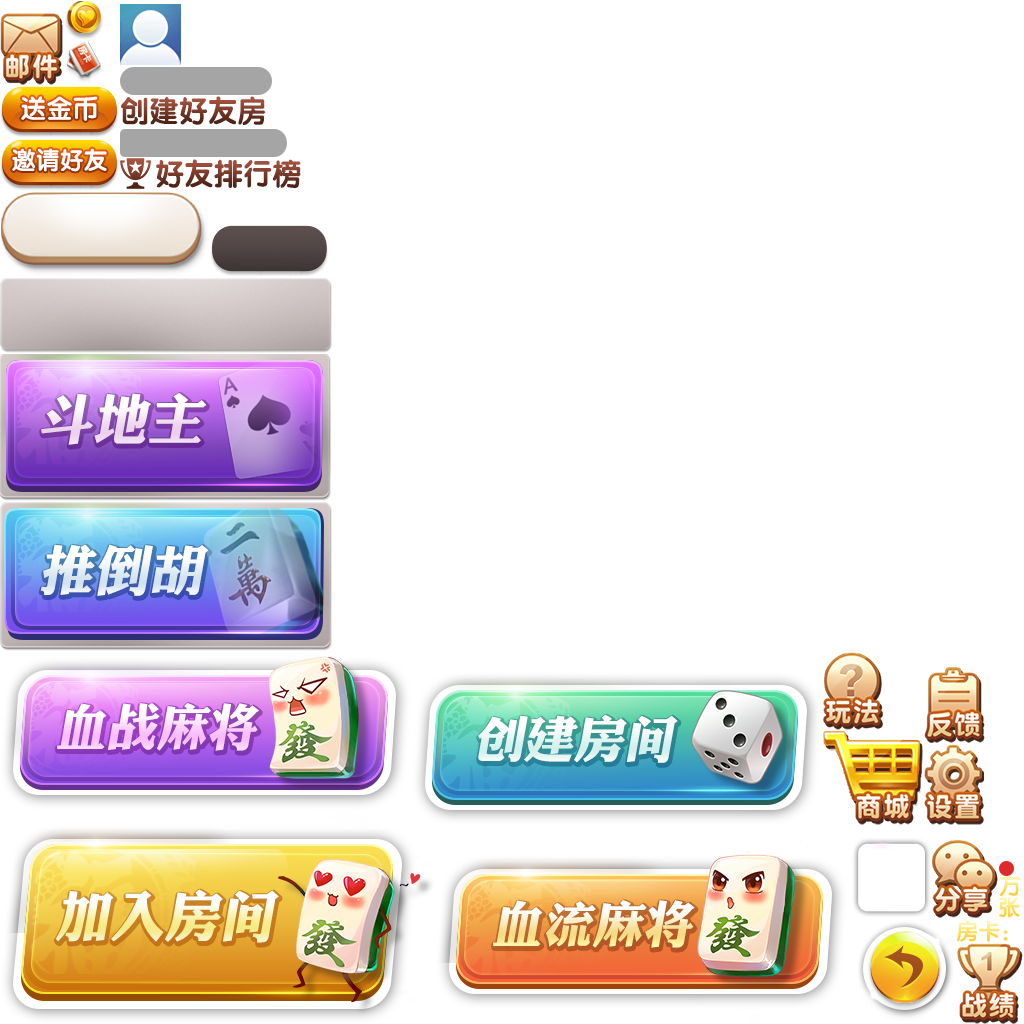 邮件
房卡
送金币
创建好友房
邀请好友
好友排行榜
斗地主
A
推倒胡
二萬
血战麻将
發
创建房间
玩法
反馈
商城
设置
加入房间
發
血流麻将
發
分享
万张
房卡:
1
战绩